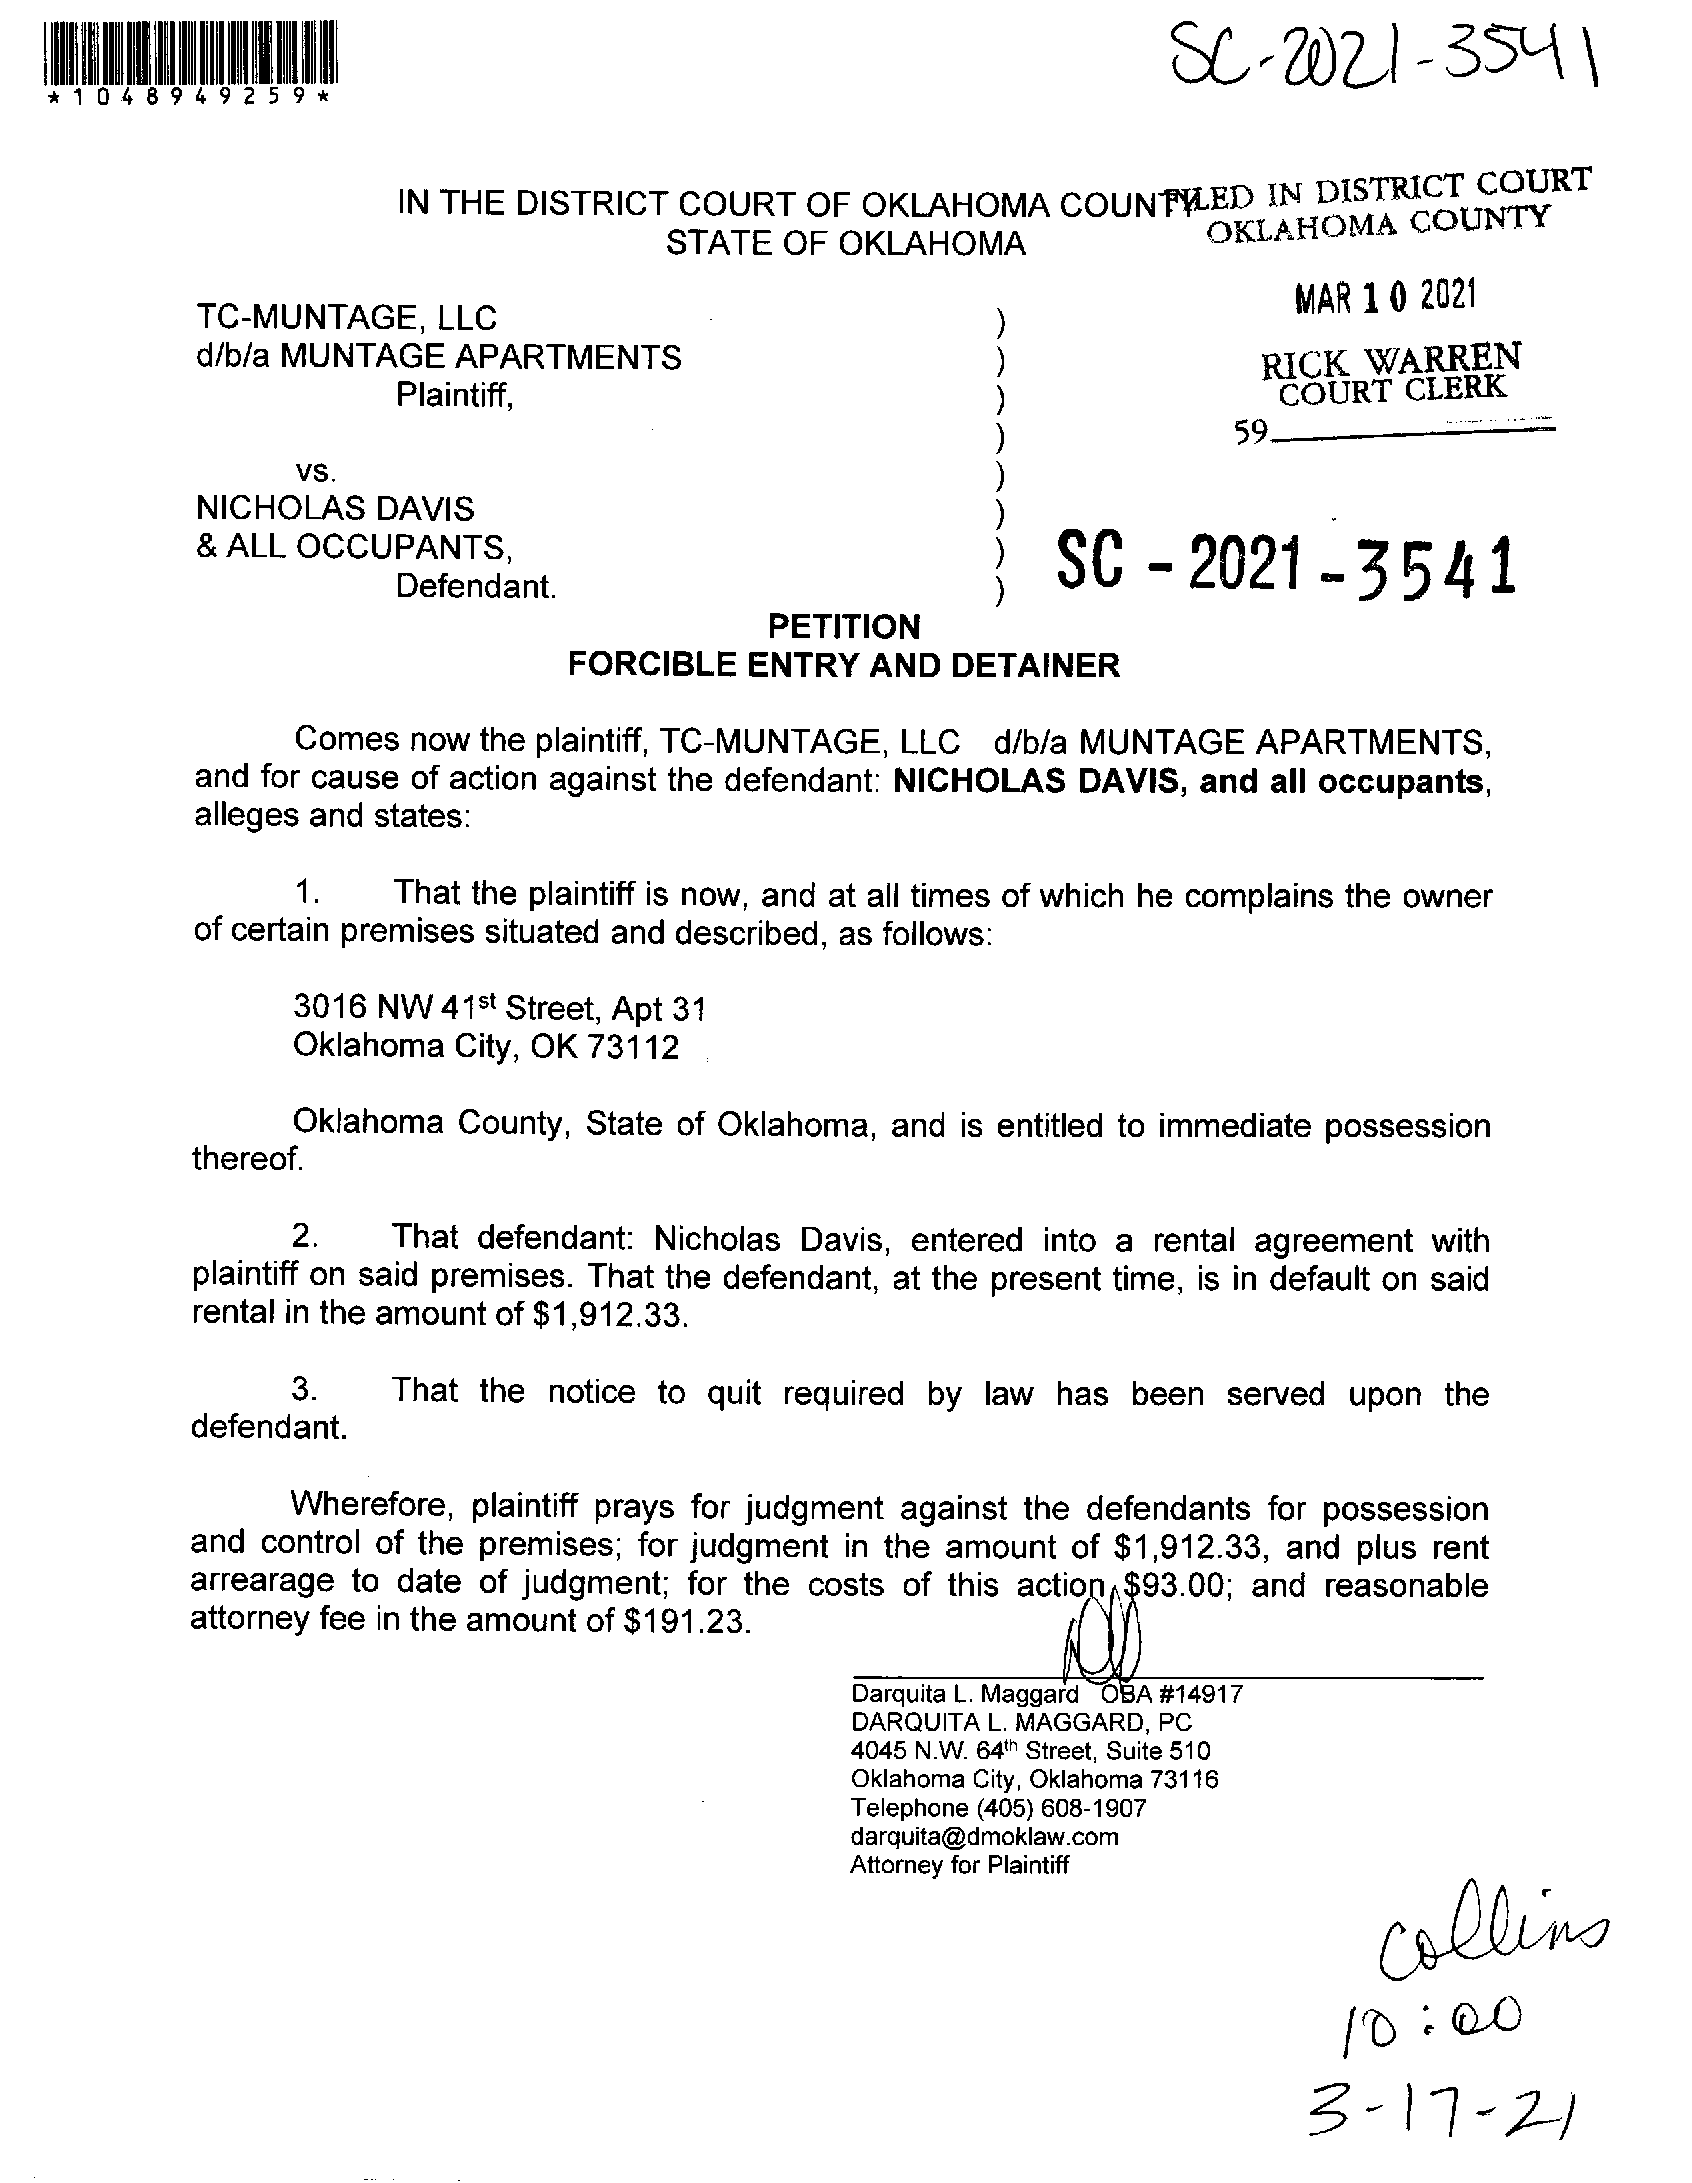 *1048949259*
SC-2021-3541
IN THE DISTRICT COURT OF OKLAHOMA COUNTY
STATE OF OKLAHOMA
FILED IN DISTRICT COURT
OKLAHOMA COUNTY
MAR 10 2021
RICK WARREN
COURT CLERK
59
TC-MUNTAGE, LLC )
d/b/a MUNTAGE APARTMENTS )
Plaintiff, )
)
vs. )
NICHOLAS DAVIS )
& ALL OCCUPANTS, )
Defendant. )
SC - 2021 - 3541
PETITION
FORCIBLE ENTRY AND DETAINER
Comes now the plaintiff, TC-MUNTAGE, LLC d/b/a MUNTAGE APARTMENTS,
and for cause of action against the defendant: NICHOLAS DAVIS, and all occupants,
alleges and states:
1. That the plaintiff is now, and at all times of which he complains the owner
of certain premises situated and described, as follows:
3016 NW 41st Street, Apt 31
Oklahoma City, OK 73112
Oklahoma County, State of Oklahoma, and is entitled to immediate possession
thereof.
2. That defendant: Nicholas Davis, entered into a rental agreement with
plaintiff on said premises. That the defendant, at the present time, is in default on said
rental in the amount of $1,912.33.
3. That the notice to quit required by law has been served upon the
defendant.
Wherefore, plaintiff prays for judgment against the defendants for possession
and control of the premises; for judgment in the amount of $1,912.33, and plus rent
arrearage to date of judgment; for the costs of this action, $93.00; and reasonable
attorney fee in the amount of $191.23.
Darquita L. Maggard OBA #14917
DARQUITA L. MAGGARD, PC
4045 N.W. 64th Street, Suite 510
Oklahoma City, Oklahoma 73116
Telephone (405) 608-1907
darquita@dmoklaw.com
Attorney for Plaintiff
Collins
10:00
3-17-21